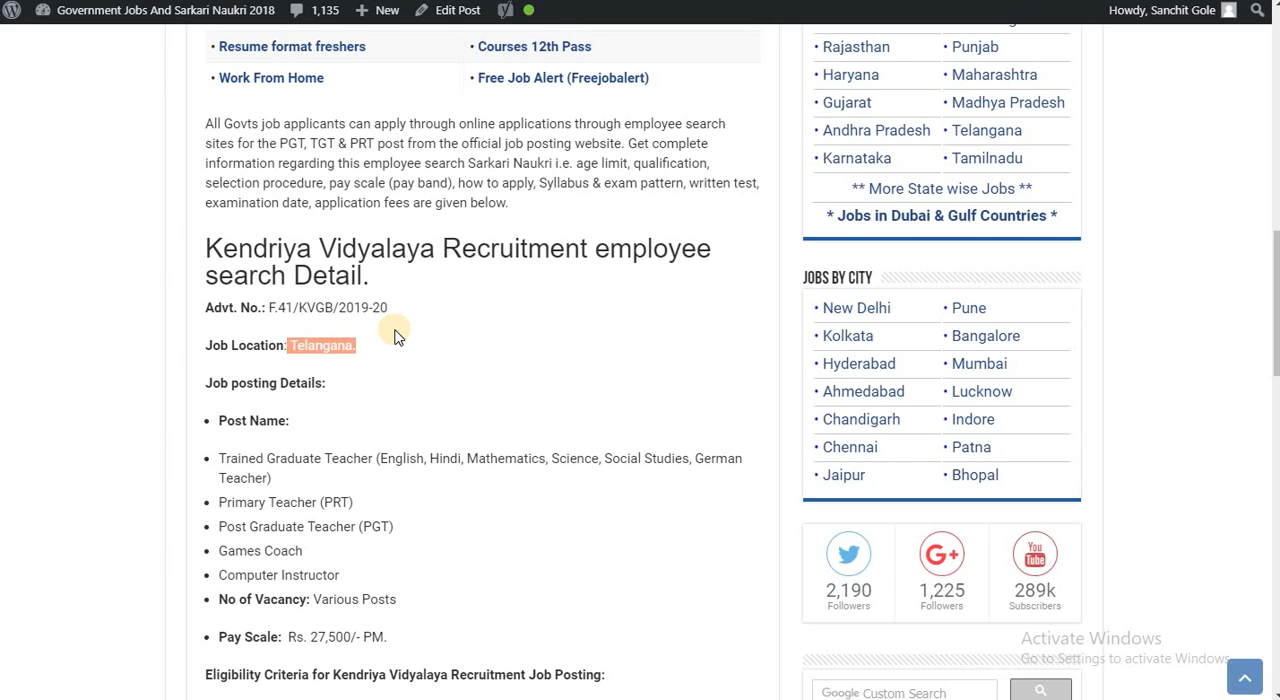 Government Jobs And Sarkari Naukri 2018 1,135 New Edit Post Howdy, Sanchit Gole
• Resume format freshers • Courses 12th Pass
• Work From Home • Free Job Alert (Freejobalert)
All Govts job applicants can apply through online applications through employee search
sites for the PGT, TGT & PRT post from the official job posting website. Get complete
information regarding this employee search Sarkari Naukri i.e. age limit, qualification,
selection procedure, pay scale (pay band), how to apply, Syllabus & exam pattern, written test,
examination date, application fees are given below.
Kendriya Vidyalaya Recruitment employee
search Detail.
Advt. No.: F.41/KVGB/2019-20
Job Location: Telangana.
Job posting Details:
• Post Name:
• Trained Graduate Teacher (English, Hindi, Mathematics, Science, Social Studies, German
Teacher)
• Primary Teacher (PRT)
• Post Graduate Teacher (PGT)
• Games Coach
• Computer Instructor
• No of Vacancy: Various Posts
• Pay Scale: Rs. 27,500/- PM.
Eligibility Criteria for Kendriya Vidyalaya Recruitment Job Posting:
• Rajasthan • Punjab
• Haryana • Maharashtra
• Gujarat • Madhya Pradesh
• Andhra Pradesh • Telangana
• Karnataka • Tamilnadu
** More State wise Jobs **
* Jobs in Dubai & Gulf Countries *
JOBS BY CITY
• New Delhi • Pune
• Kolkata • Bangalore
• Hyderabad • Mumbai
• Ahmedabad • Lucknow
• Chandigarh • Indore
• Chennai • Patna
• Jaipur • Bhopal
G+ You Tube
2,190 1,225 289k
Followers Followers Subscribers
Activate Windows
Go to Settings to activate Windows.
Google Custom Search